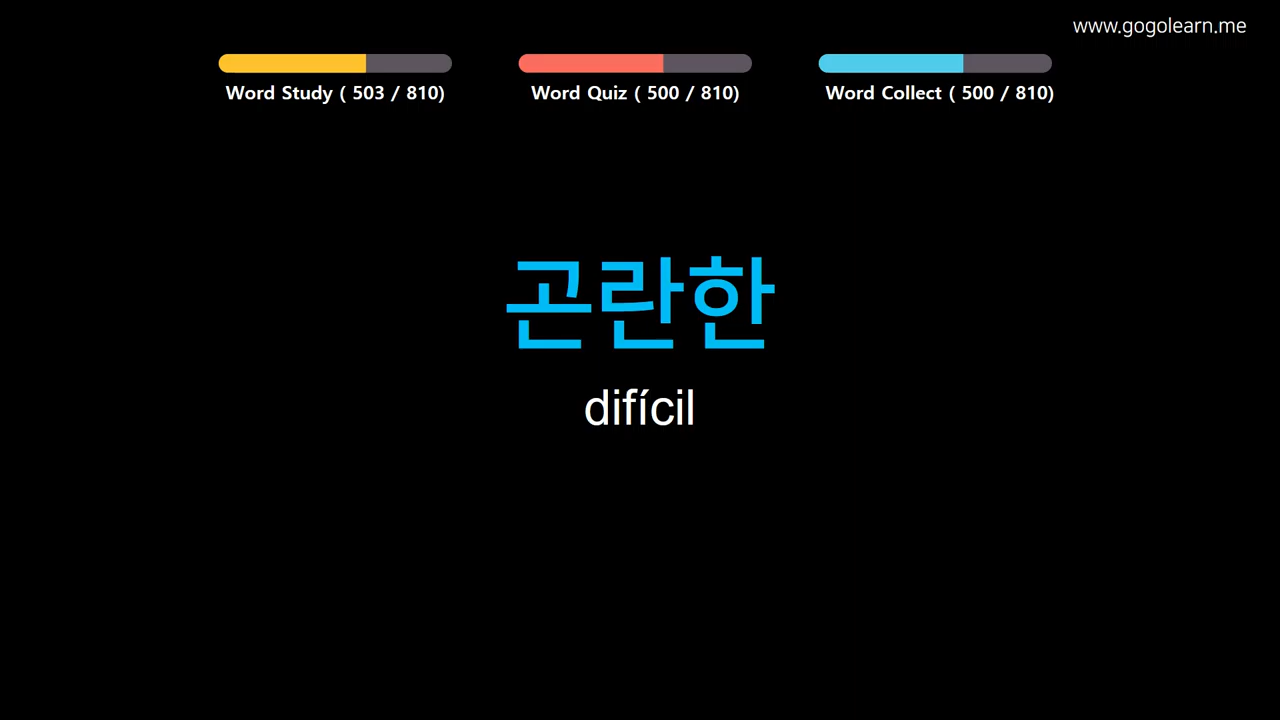 www.gogolearn.me
Word Study ( 503 / 810)
Word Quiz ( 500 / 810)
Word Collect ( 500 / 810)
곤란한
difícil